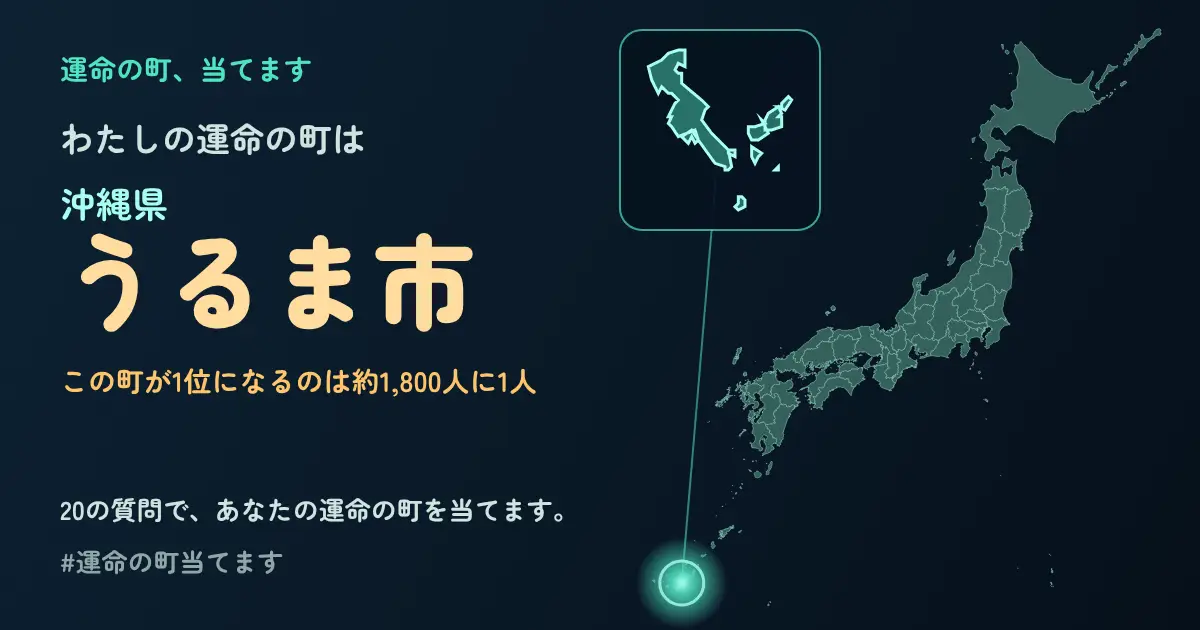 運命の町、当てます
わたしの運命の町は
沖縄県
うるま市
この町が1位になるのは約1,800人に1人
20の質問で、あなたの運命の町を当てます。
#運命の町当てます